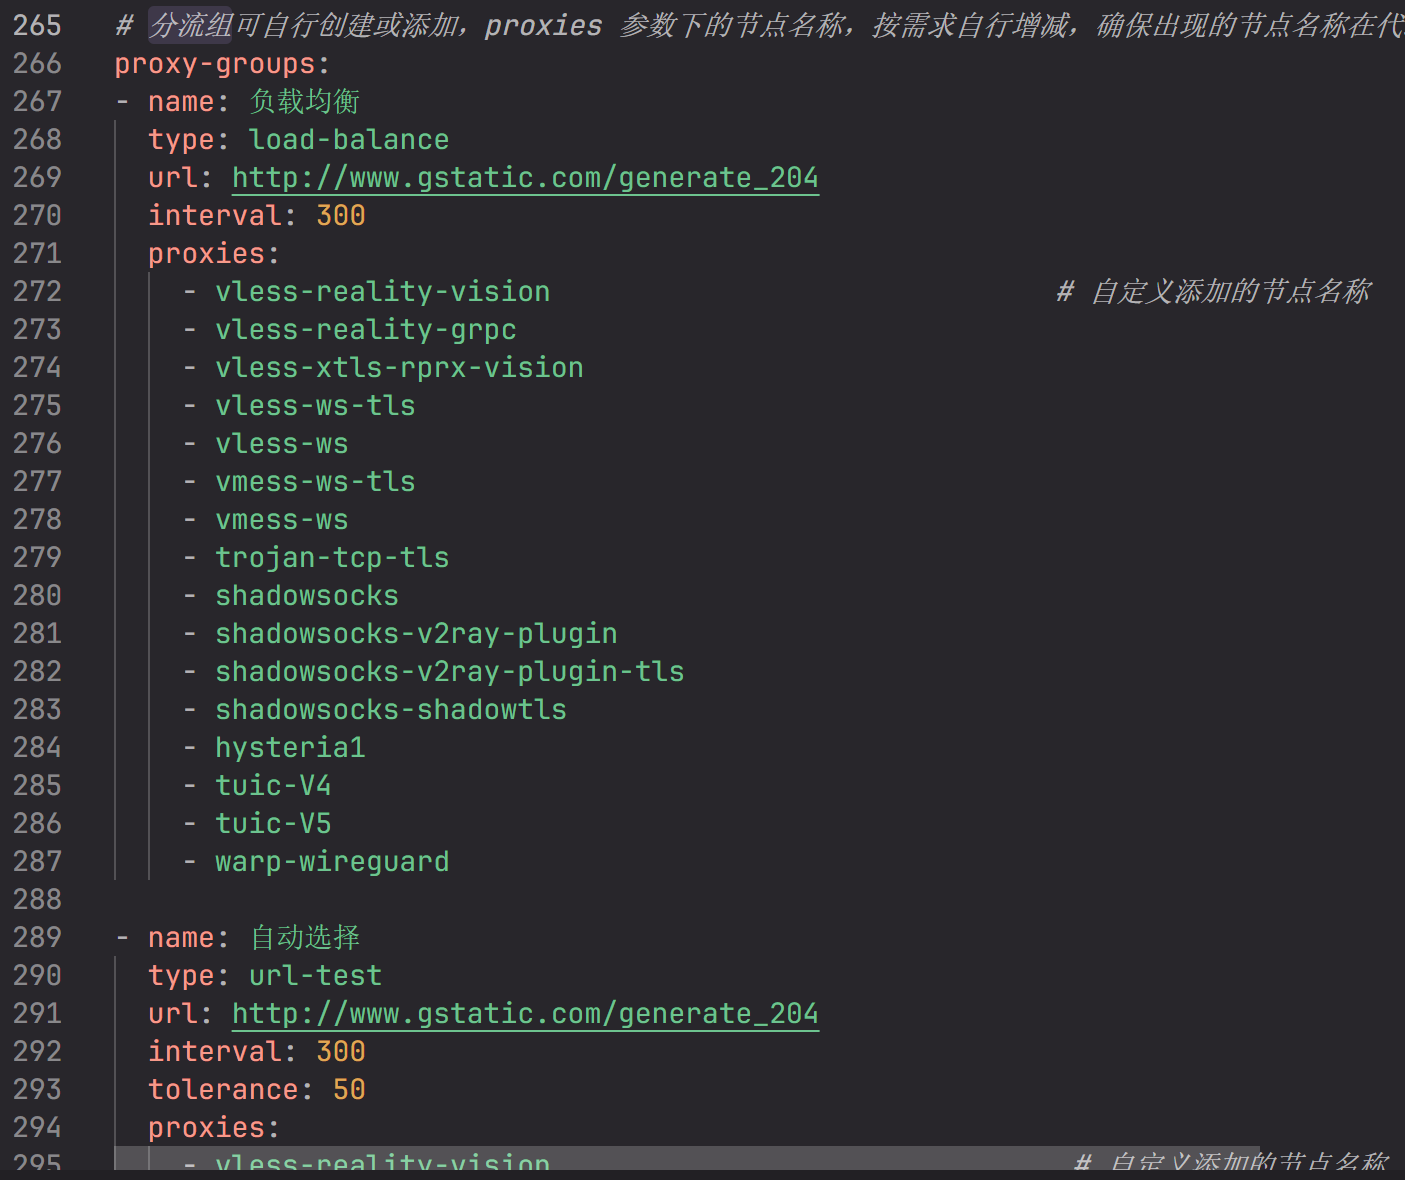 265 # 分流组可自行创建或添加，proxies 参数下的节点名称，按需求自行增减，确保出现的节点名称在代
266 proxy-groups:
267 - name: 负载均衡
268 type: load-balance
269 url: http://www.gstatic.com/generate_204
270 interval: 300
271 proxies:
272 - vless-reality-vision # 自定义添加的节点名称
273 - vless-reality-grpc
274 - vless-xtls-rprx-vision
275 - vless-ws-tls
276 - vless-ws
277 - vmess-ws-tls
278 - vmess-ws
279 - trojan-tcp-tls
280 - shadowsocks
281 - shadowsocks-v2ray-plugin
282 - shadowsocks-v2ray-plugin-tls
283 - shadowsocks-shadowtls
284 - hysteria1
285 - tuic-V4
286 - tuic-V5
287 - warp-wireguard
288
289 - name: 自动选择
290 type: url-test
291 url: http://www.gstatic.com/generate_204
292 interval: 300
293 tolerance: 50
294 proxies:
295 - vless-reality-vision # 自定义添加的节点名称